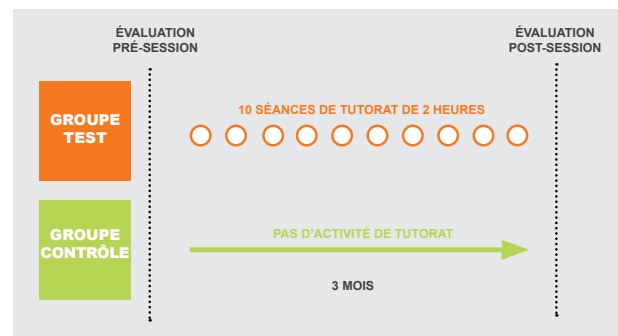 ÉVALUATION
PRÉ-SESSION
ÉVALUATION
POST-SESSION
GROUPE
TEST
10 SÉANCES DE TUTORAT DE 2 HEURES
GROUPE
CONTRÔLE
PAS D'ACTIVITÉ DE TUTORAT
3 MOIS